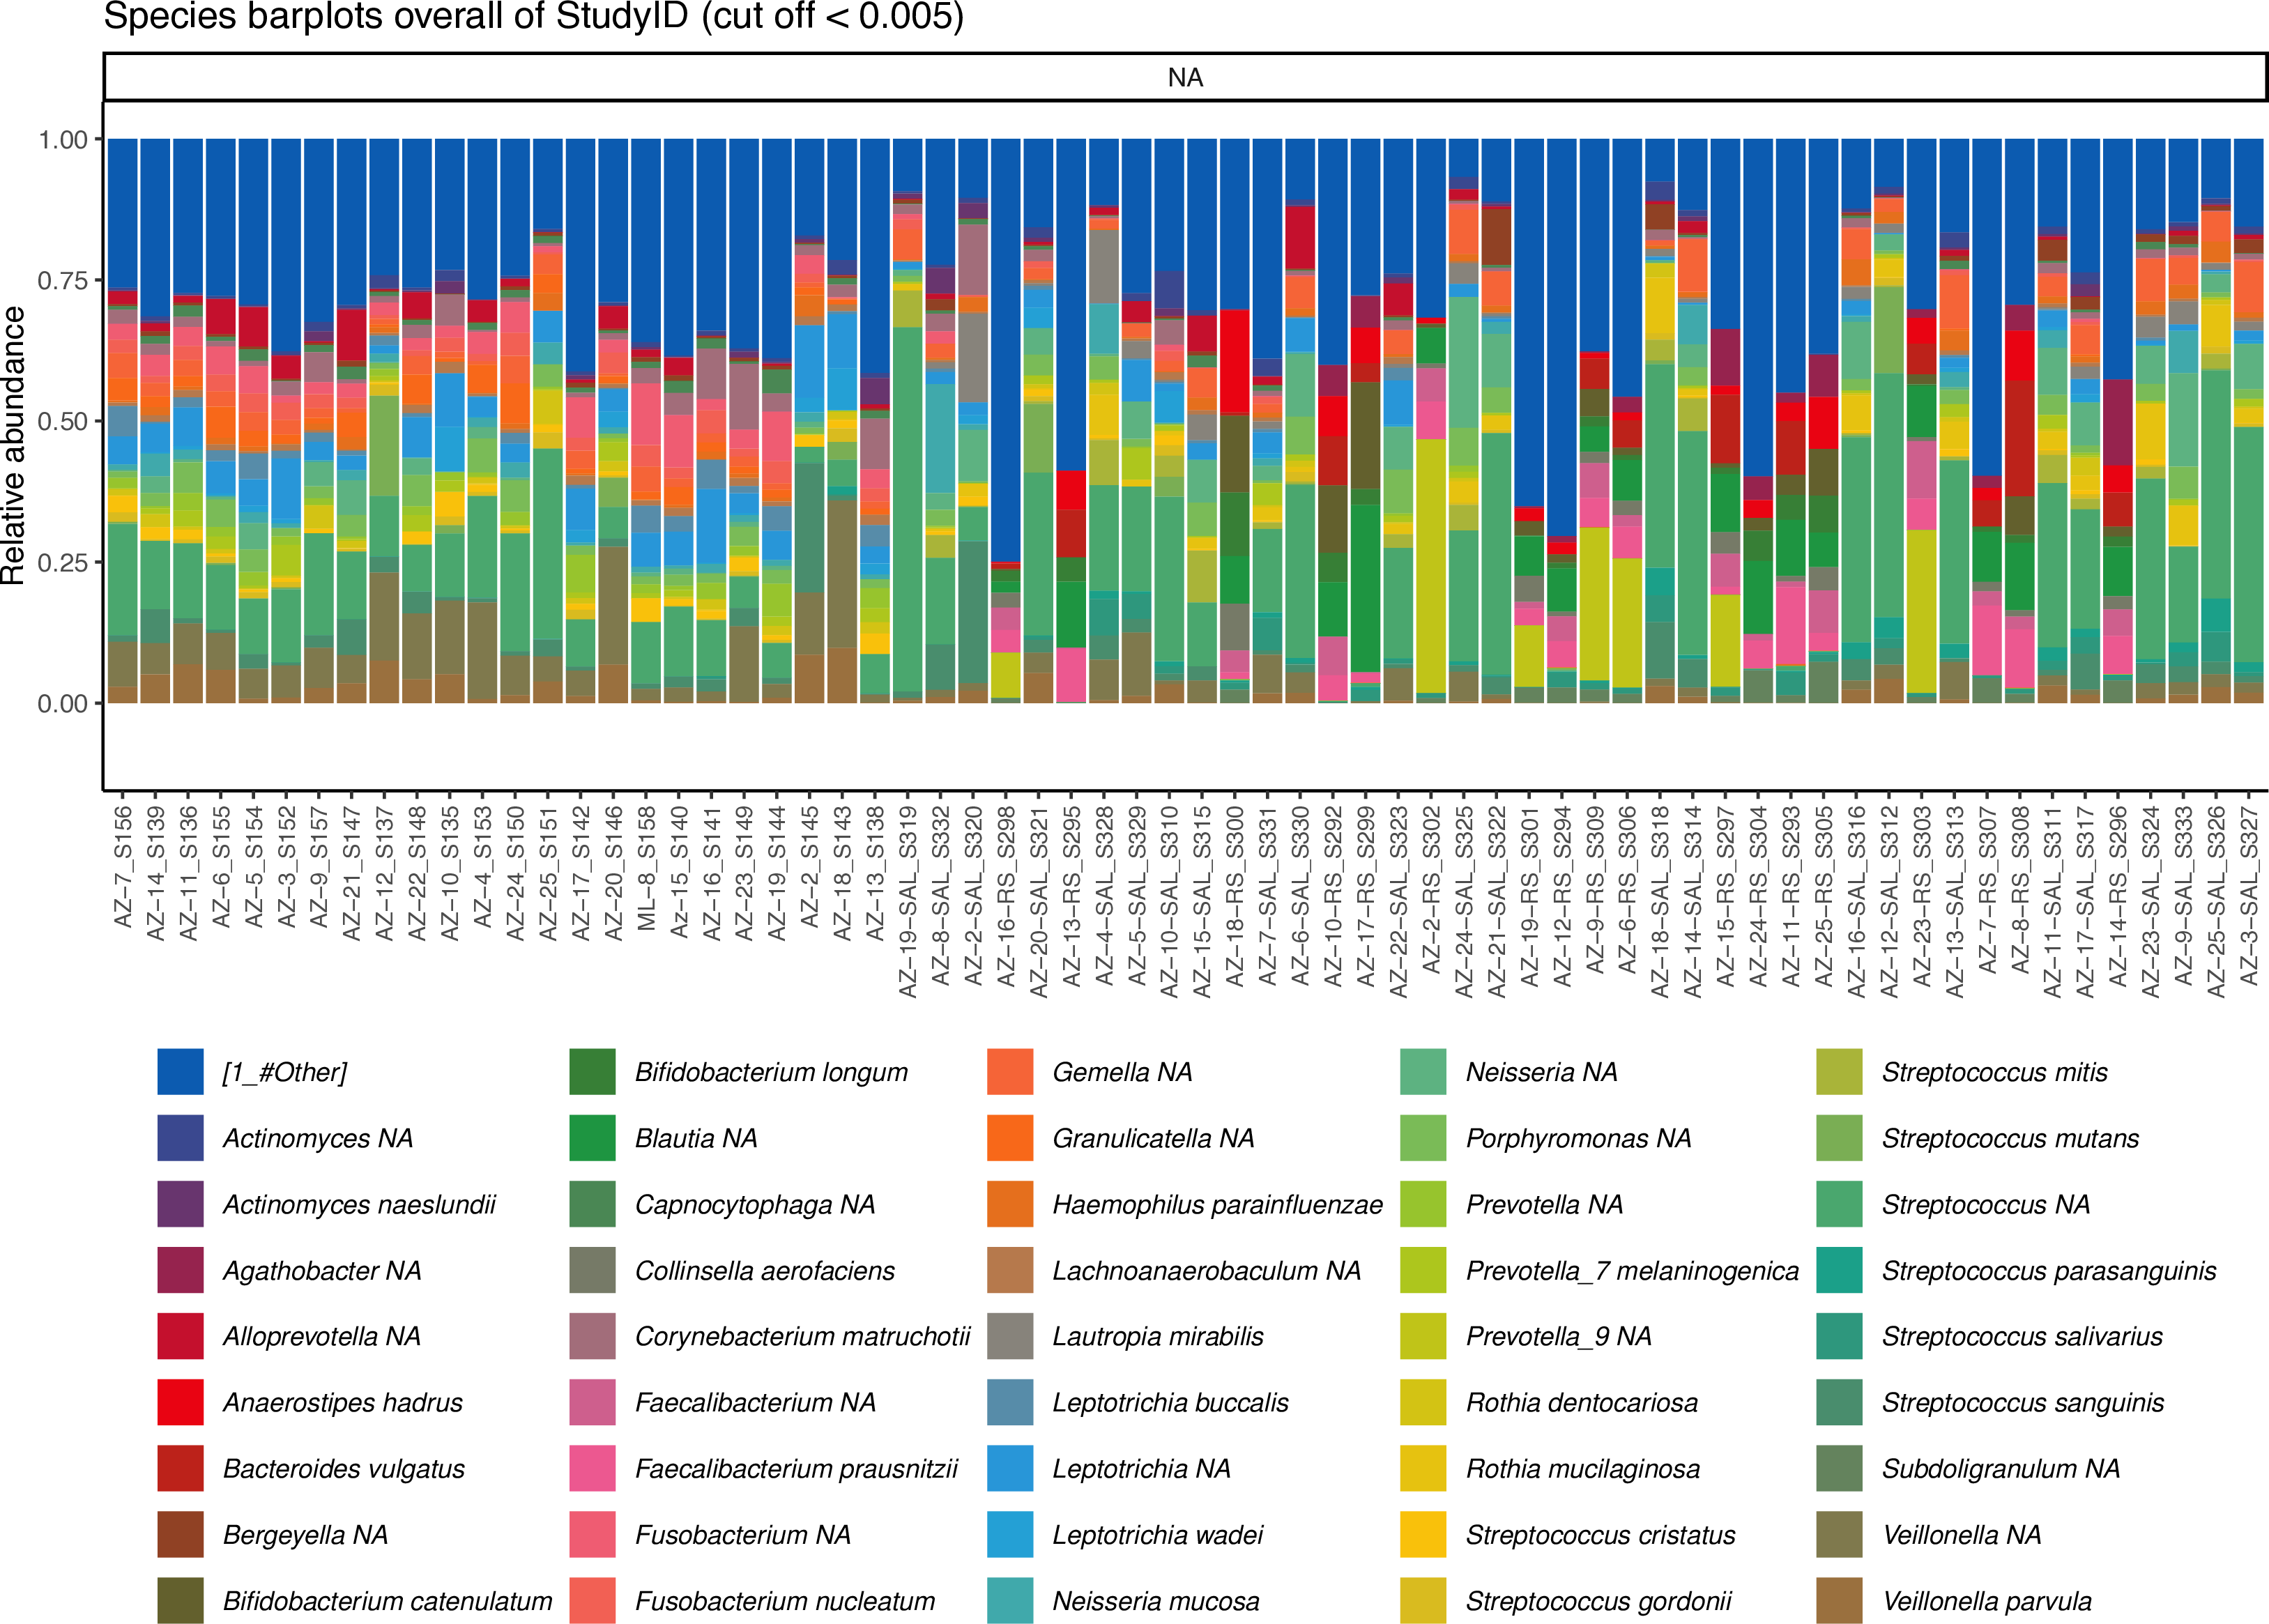 Species barplots overall of StudyID (cut off < 0.005)
NA
Relative abundance
1.00
0.75
0.50
0.25
0.00
AZ−7_S156
AZ−14_S139
AZ−11_S136
AZ−6_S155
AZ−5_S154
AZ−3_S152
AZ−9_S157
AZ−21_S147
AZ−12_S137
AZ−22_S148
AZ−10_S135
AZ−4_S153
AZ−24_S150
AZ−25_S151
AZ−17_S142
AZ−20_S146
ML−8_S158
Az−15_S140
AZ−16_S141
AZ−23_S149
AZ−19_S144
AZ−2_S145
AZ−18_S143
AZ−13_S138
AZ−19−SAL_S319
AZ−8−SAL_S332
AZ−2−SAL_S320
AZ−16−RS_S298
AZ−20−SAL_S321
AZ−13−RS_S295
AZ−4−SAL_S328
AZ−5−SAL_S329
AZ−10−SAL_S310
AZ−15−SAL_S315
AZ−18−RS_S300
AZ−7−SAL_S331
AZ−6−SAL_S330
AZ−10−RS_S292
AZ−17−RS_S299
AZ−22−SAL_S323
AZ−2−RS_S302
AZ−24−SAL_S325
AZ−21−SAL_S322
AZ−19−RS_S301
AZ−12−RS_S294
AZ−9−RS_S309
AZ−6−RS_S306
AZ−18−SAL_S318
AZ−14−SAL_S314
AZ−15−RS_S297
AZ−24−RS_S304
AZ−11−RS_S293
AZ−25−RS_S305
AZ−16−SAL_S316
AZ−12−SAL_S312
AZ−23−RS_S303
AZ−13−SAL_S313
AZ−7−RS_S307
AZ−8−RS_S308
AZ−11−SAL_S311
AZ−17−SAL_S317
AZ−14−RS_S296
AZ−23−SAL_S324
AZ−9−SAL_S333
AZ−25−SAL_S326
AZ−3−SAL_S327
[1_#Other]
Actinomyces NA
Actinomyces naeslundii
Agathobacter NA
Alloprevotella NA
Anaerostipes hadrus
Bacteroides vulgatus
Bergeyella NA
Bifidobacterium catenulatum
Bifidobacterium longum
Blautia NA
Capnocytophaga NA
Collinsella aerofaciens
Corynebacterium matruchotii
Faecalibacterium NA
Faecalibacterium prausnitzii
Fusobacterium NA
Fusobacterium nucleatum
Gemella NA
Granulicatella NA
Haemophilus parainfluenzae
Lachnoanaerobaculum NA
Lautropia mirabilis
Leptotrichia buccalis
Leptotrichia NA
Leptotrichia wadei
Neisseria mucosa
Neisseria NA
Porphyromonas NA
Prevotella NA
Prevotella_7 melaninogenica
Prevotella_9 NA
Rothia dentocariosa
Rothia mucilaginosa
Streptococcus cristatus
Streptococcus gordonii
Streptococcus mitis
Streptococcus mutans
Streptococcus NA
Streptococcus parasanguinis
Streptococcus salivarius
Streptococcus sanguinis
Subdoligranulum NA
Veillonella NA
Veillonella parvula